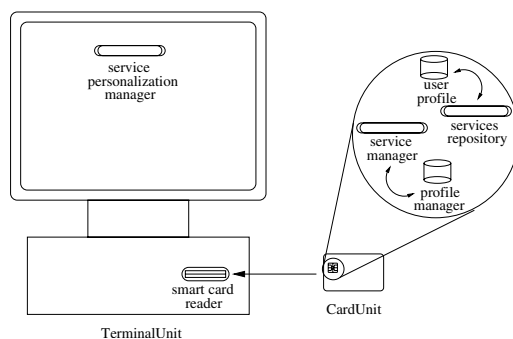 service
personalization
manager
user
profile
services
repository
service
manager
profile
manager
smart card
reader
CardUnit
TerminalUnit